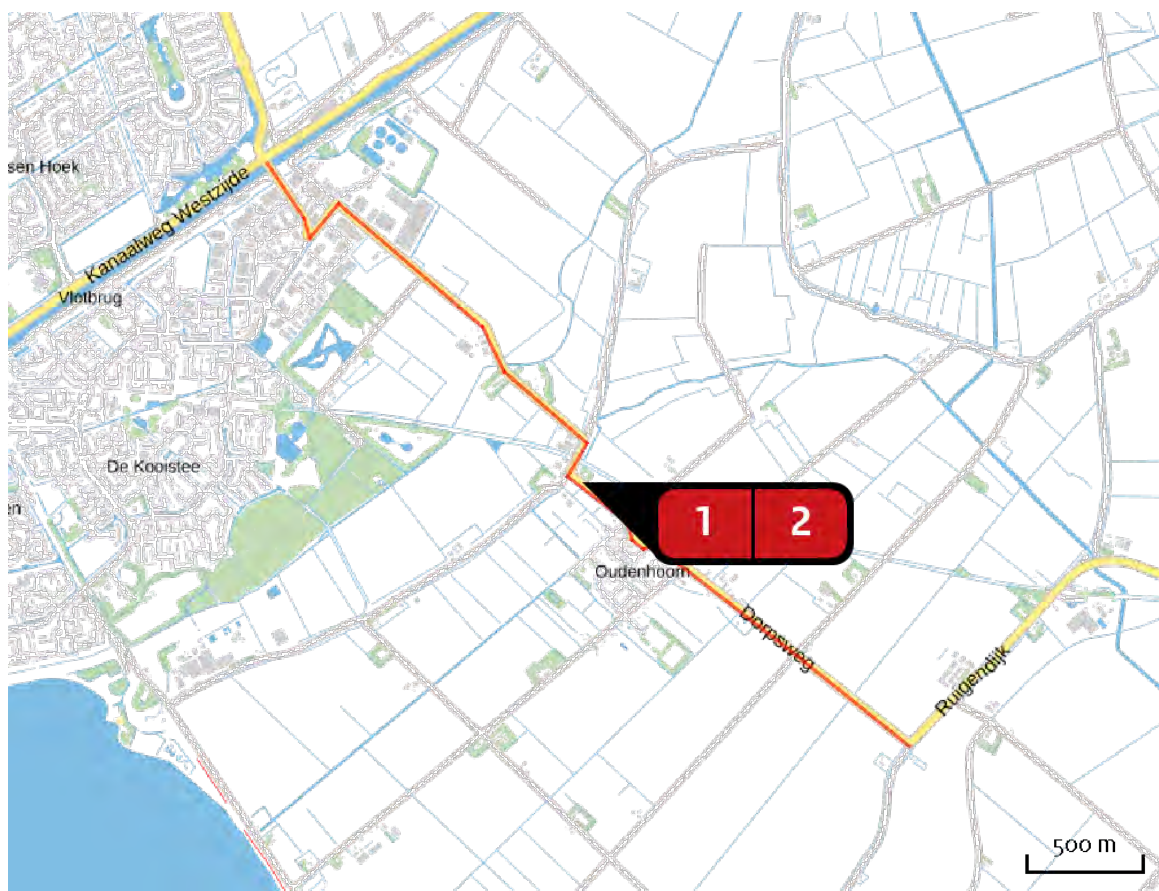 sen Hoek
Kanaalweg Westzijde
Vlotbrug
De Kooistee
en
1 2
Oudenhoorn
Dorpsweg
Ruigendijk
500 m